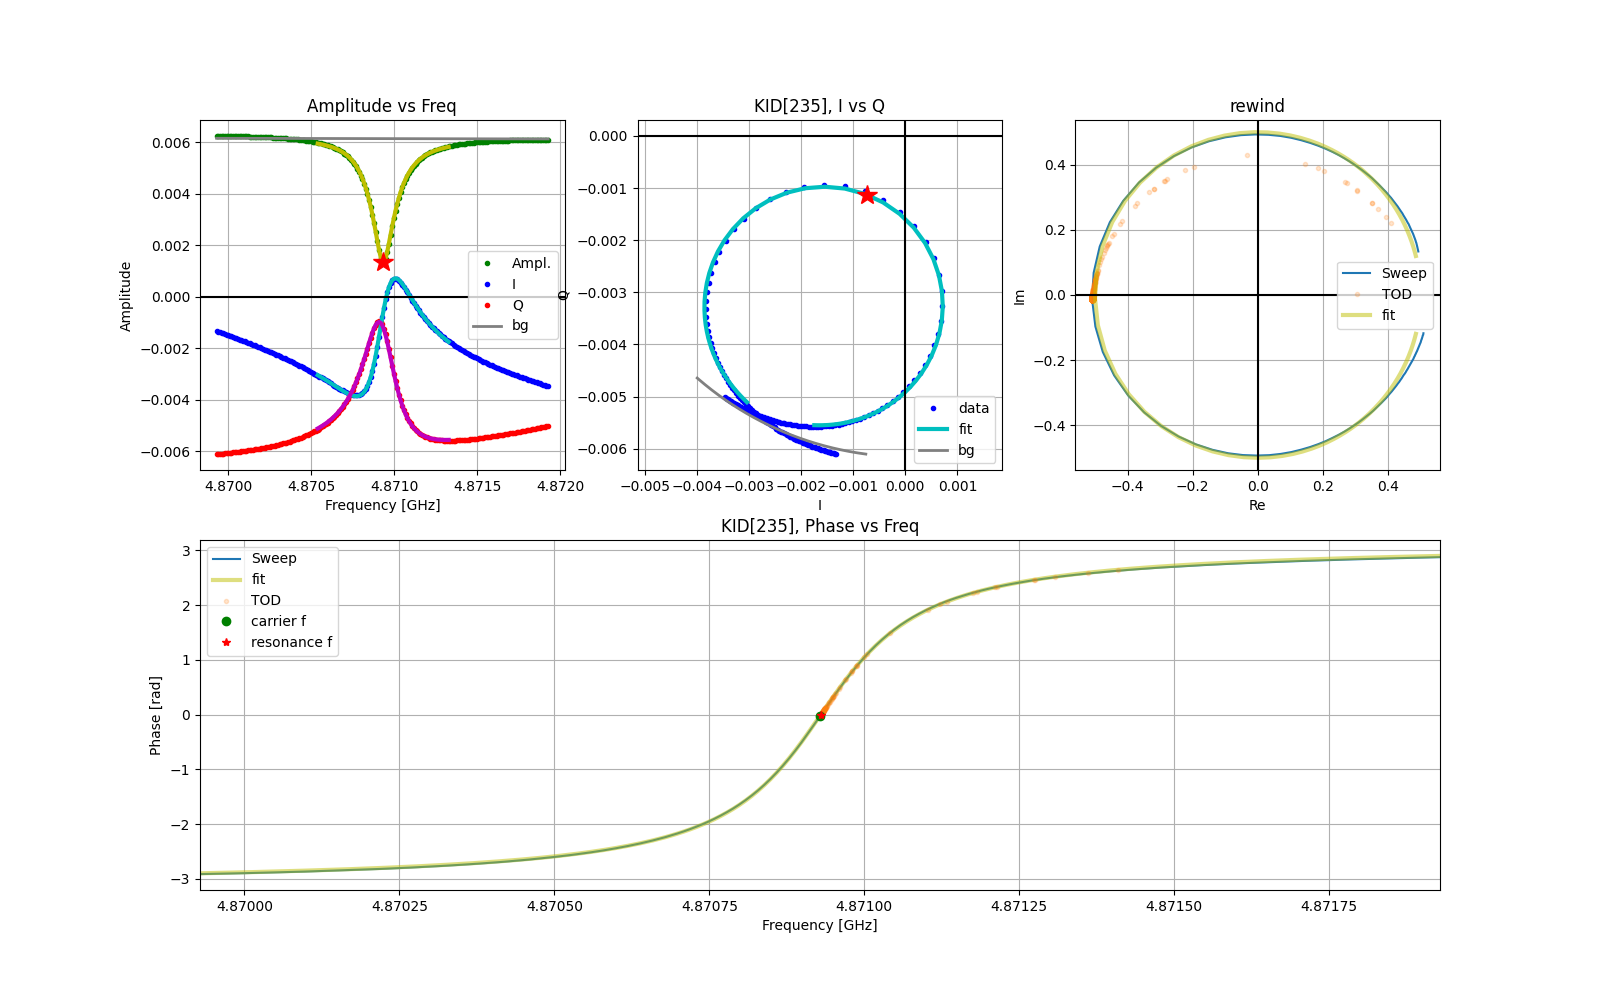 Amplitude vs Freq
Amplitude
0.006
0.004
0.002
0.000
−0.002
−0.004
−0.006
Ampl.
I
Q
bg
4.8700 4.8705 4.8710 4.8715 4.8720
Frequency [GHz]
KID[235], I vs Q
Q
0.000
−0.001
−0.002
−0.003
−0.004
−0.005
−0.006
data
fit
bg
−0.005 −0.004 −0.003 −0.002 −0.001 0.000 0.001
I
rewind
Im
0.4
0.2
0.0
−0.2
−0.4
Sweep
TOD
fit
−0.4 −0.2 0.0 0.2 0.4
Re
KID[235], Phase vs Freq
Phase [rad]
3
2
1
0
−1
−2
−3
Sweep
fit
TOD
carrier f
resonance f
4.87000 4.87025 4.87050 4.87075 4.87100 4.87125 4.87150 4.87175
Frequency [GHz]